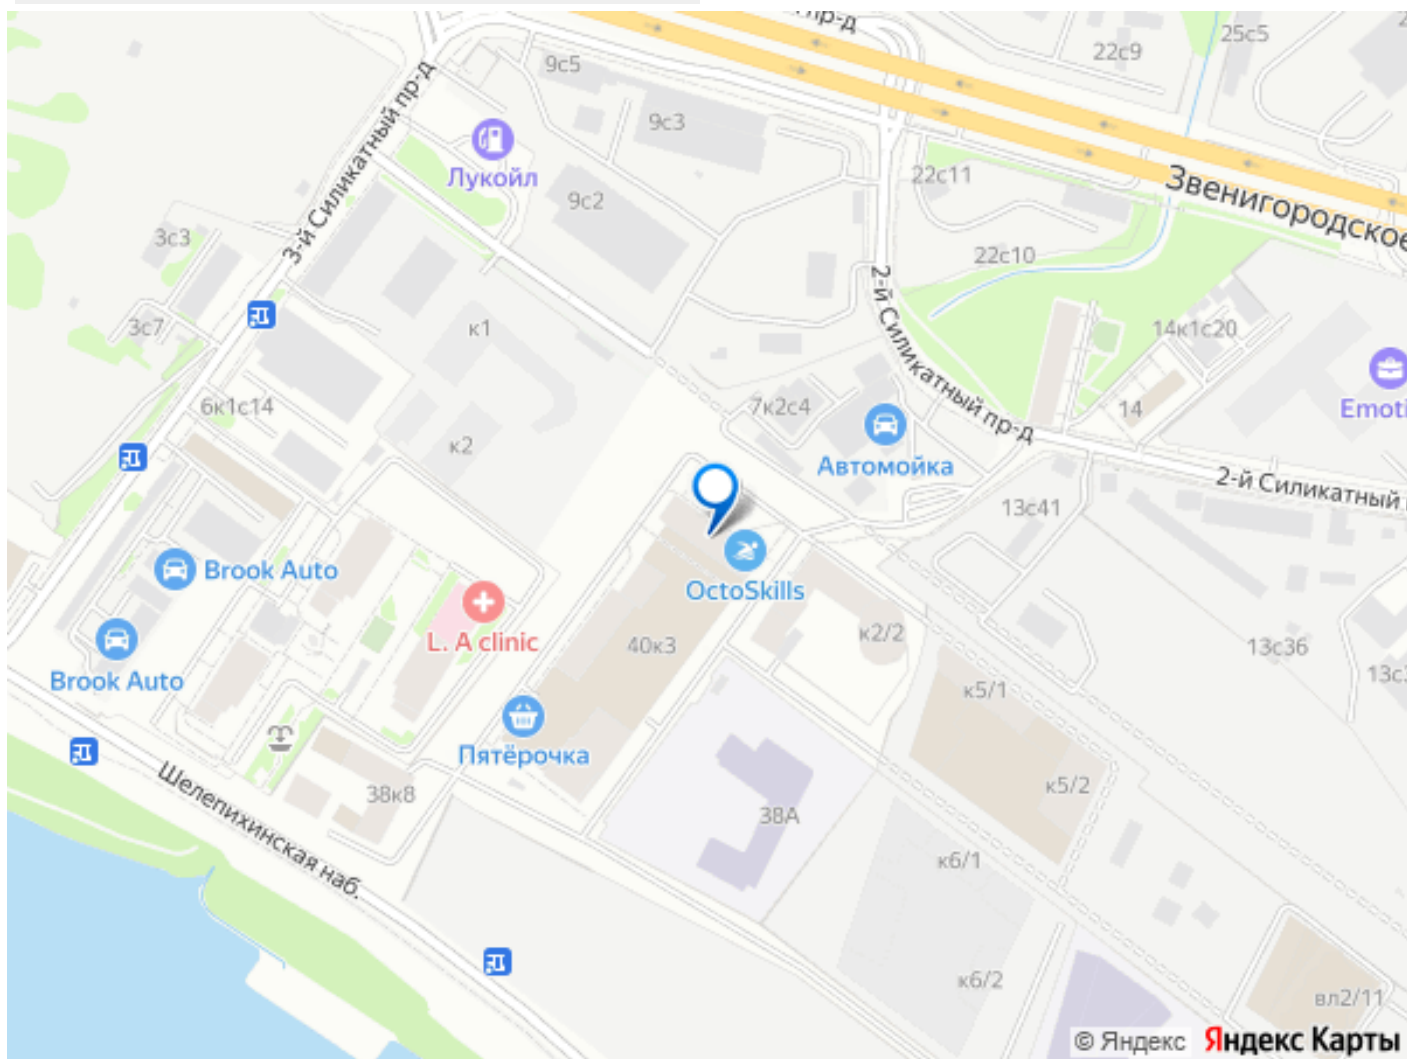 пр-д
25с5
22с9
9с5
3-й Силикатный пр-д
9с3
Лукойл
22с11
Звенигородское
9с2
3с3
22с10
2-й Силикатный пр-д
3с7
к1
14к1с20
6к1с14
7к2с4
14
Emoti
к2
Автомойка
2-й Силикатный
13с41
Brook Auto
OctoSkills
L. A clinic
к2/2
40к3
13с36
Brook Auto
к5/1
Пятёрочка
к5/2
38к8
Шелепихинская наб.
38А
к6/1
к6/2
вл2/11
© Яндекс Яндекс Карты